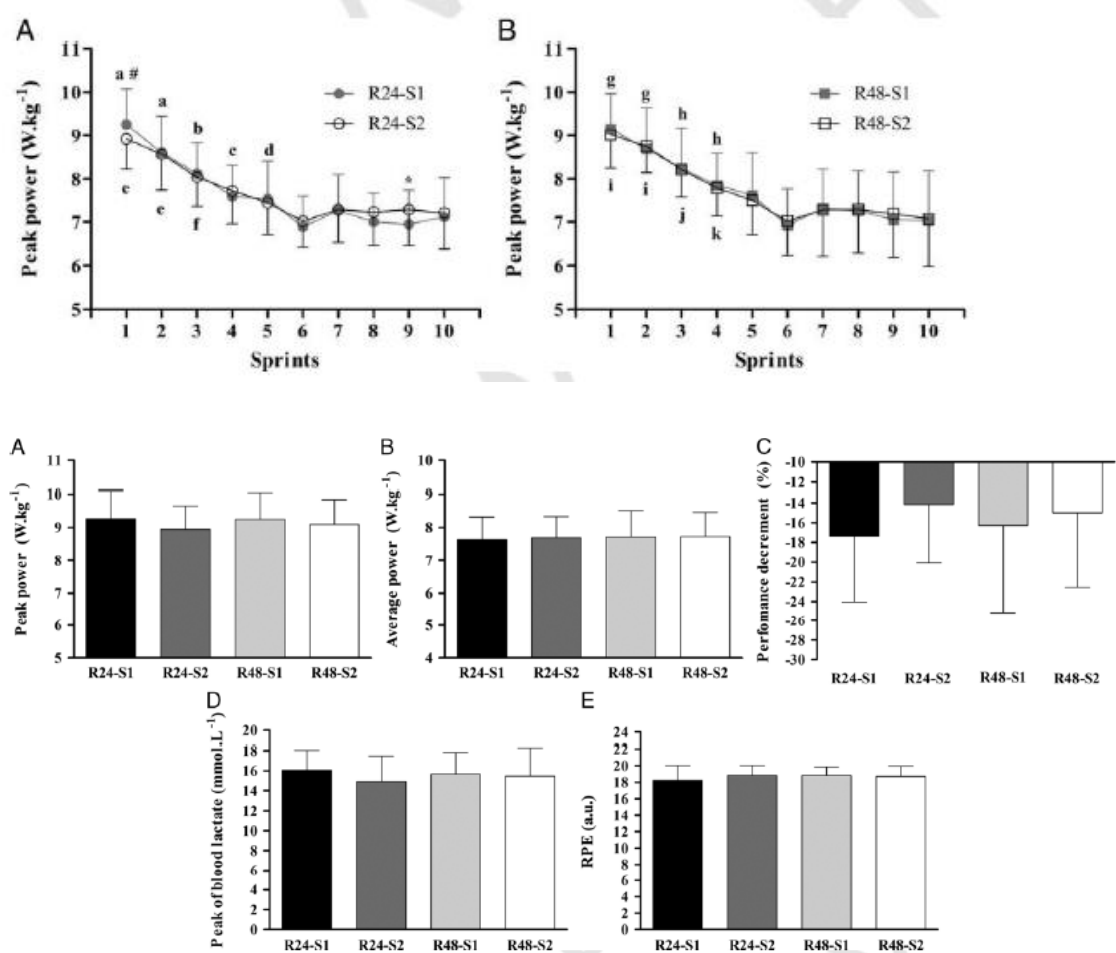 A
B
Peak power (W.kg-1)
11
10
9
8
7
6
5
a #
a
b
c
d
*
e
e
f
R24-S1
R24-S2
1 2 3 4 5 6 7 8 9 10
Sprints
Peak power (W.kg-1)
11
10
9
8
7
6
5
g
g
h
h
i
i
j
k
R48-S1
R48-S2
1 2 3 4 5 6 7 8 9 10
Sprints
A
Peak power (W.kg-1)
11
10
9
8
7
6
5
R24-S1 R24-S2 R48-S1 R48-S2
B
Average power (W.kg-1)
10
9
8
7
6
5
4
R24-S1 R24-S2 R48-S1 R48-S2
C
Perfomance decrement (%)
-10
-12
-14
-16
-18
-20
-22
-24
-26
-28
-30
R24-S1 R24-S2 R48-S1 R48-S2
D
Peak of blood lactate (mmol.L-1)
20
18
16
14
12
10
8
6
4
2
0
R24-S1 R24-S2 R48-S1 R48-S2
E
RPE (a.u.)
24
22
20
18
16
14
12
10
8
6
4
2
0
R24-S1 R24-S2 R48-S1 R48-S2